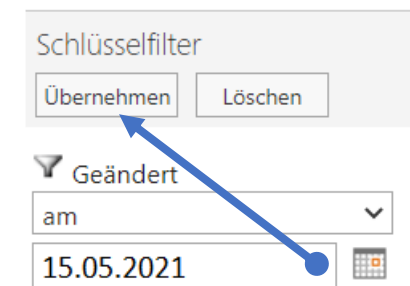 Schlüsselfilter
Übernehmen Löschen
Geändert
am
15.05.2021